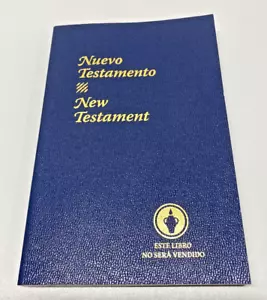 Nuevo
Testamento
New
Testament
ESTE LIBRO
NO SERÁ VENDIDO